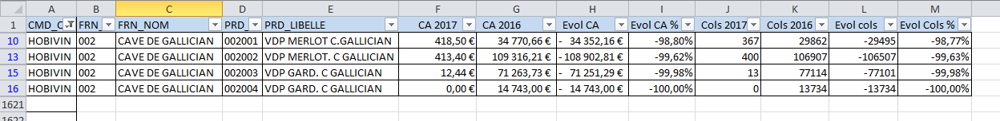 A B C D E F G H I J K L M
1 CMD_C FRN_ FRN_NOM PRD_ PRD_LIBELLE CA 2017 CA 2016 Evol CA Evol CA % Cols 2017 Cols 2016 Evol cols Evol Cols %
10 HOBIVIN 002 CAVE DE GALLICIAN 002001 VDP MERLOT C.GALLICIAN 418,50 € 34 770,66 € - 34 352,16 € -98,80% 367 29862 -29495 -98,77%
13 HOBIVIN 002 CAVE DE GALLICIAN 002002 VDP MERLOT. C GALLICIAN 413,40 € 109 316,21 € - 108 902,81 € -99,62% 400 106907 -106507 -99,63%
15 HOBIVIN 002 CAVE DE GALLICIAN 002003 VDP GARD. C GALLICIAN 12,44 € 71 263,73 € - 71 251,29 € -99,98% 13 77114 -77101 -99,98%
16 HOBIVIN 002 CAVE DE GALLICIAN 002004 VDP GARD. C GALLICIAN 0,00 € 14 743,00 € - 14 743,00 € -100,00% 0 13734 -13734 -100,00%
1621
1622